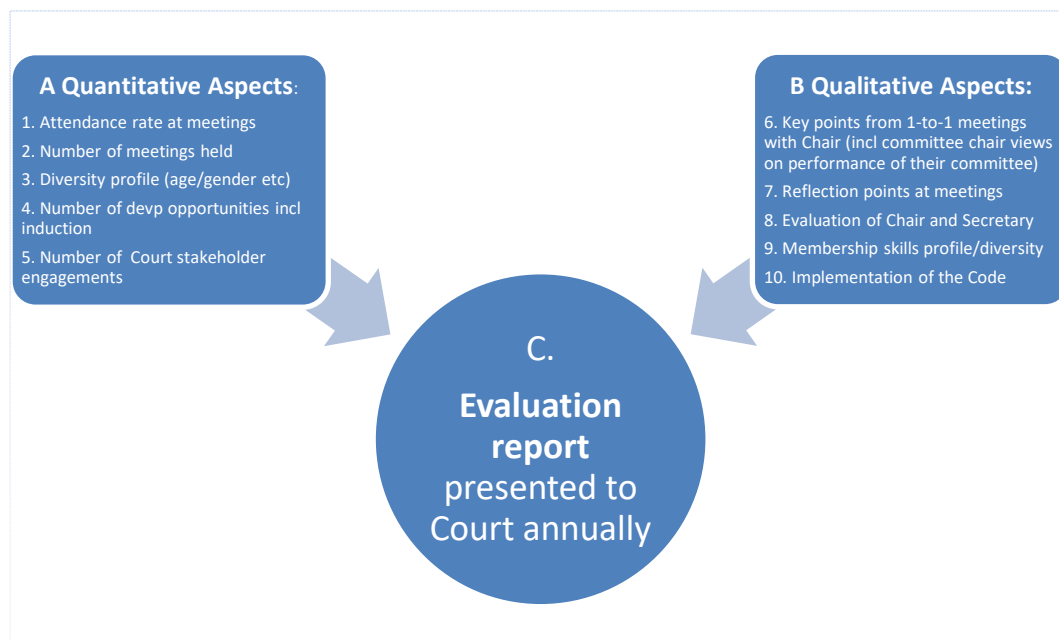 A Quantitative Aspects:
1. Attendance rate at meetings
2. Number of meetings held
3. Diversity profile (age/gender etc)
4. Number of devp opportunities incl
induction
5. Number of  Court stakeholder
engagements
B Qualitative Aspects:
6. Key points from 1-to-1 meetings
with Chair (incl committee chair views
on performance of their committee)
7. Reflection points at meetings
8. Evaluation of Chair and Secretary
9. Membership skills profile/diversity
10. Implementation of the Code
C.
Evaluation
report
presented to
Court annually